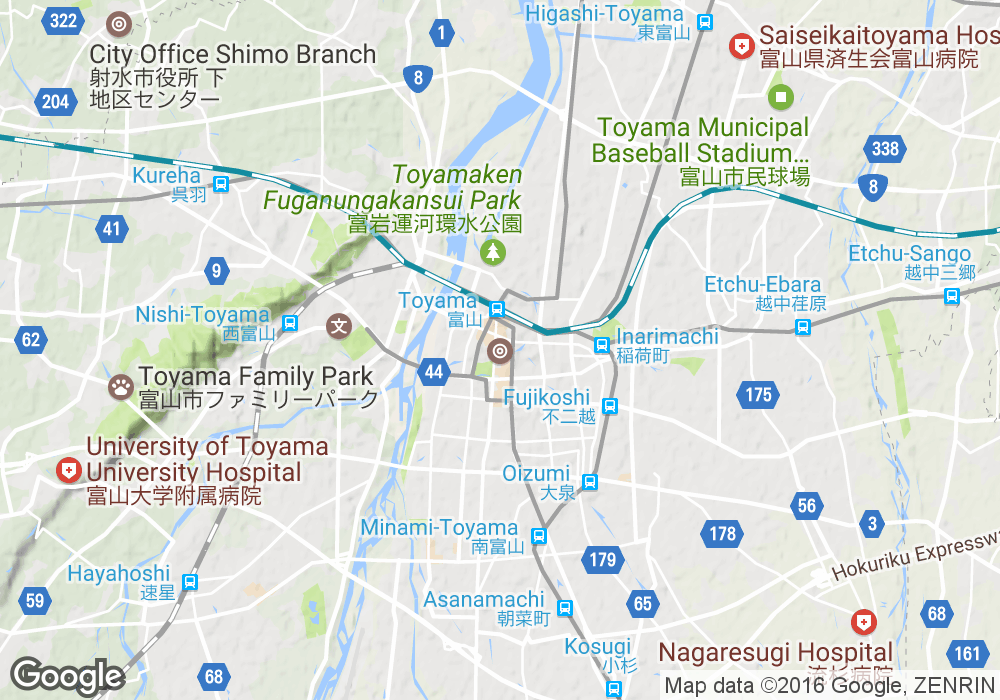 322
City Office Shimo Branch
射水市役所 下
地区センター
1
8
204
Higashi-Toyama
東富山
Saiseikaitoyama Hos
富山県済生会富山病院
Toyama Municipal
Baseball Stadium...
富山市民球場
338
8
Kureha
呉羽
Toyamaken
Fuganungakansui Park
富岩運河環水公園
41
9
Etchu-Sango
越中三郷
Etchu-Ebara
越中荏原
Toyama
富山
Nishi-Toyama
西富山
62
Inarimachi
稲荷町
44
Toyama Family Park
富山市ファミリーパーク
Fujikoshi
不二越
175
University of Toyama
University Hospital
富山大学附属病院
Oizumi
大泉
56
3
Minami-Toyama
南富山
178
179
Hokuriku Expresswa
Hayahoshi
速星
59
Asanamachi
朝菜町
65
68
Kosugi
小杉
Nagaresugi Hospital
流杉病院
161
68
Google
Map data ©2016 Google, ZENRIN